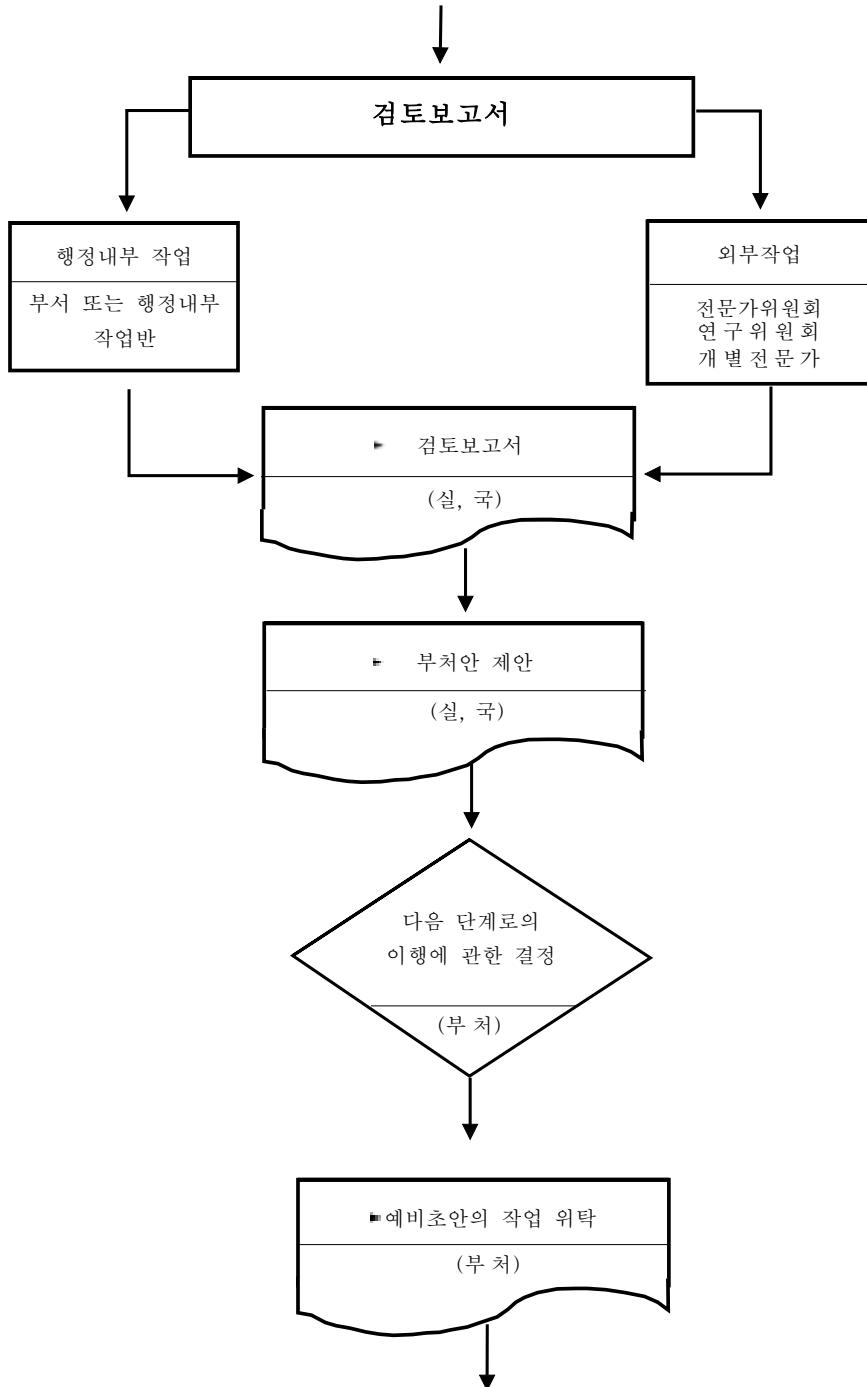 검토보고서
행정내부 작업
부서 또는 행정내부
작업반
외부작업
전문가위원회
연구위원회
개별전문가
검토보고서
(실, 국)
부처안 제안
(실, 국)
다음 단계로의
이행에 관한 결정
(부처)
예비초안의 작업 위탁
(부처)